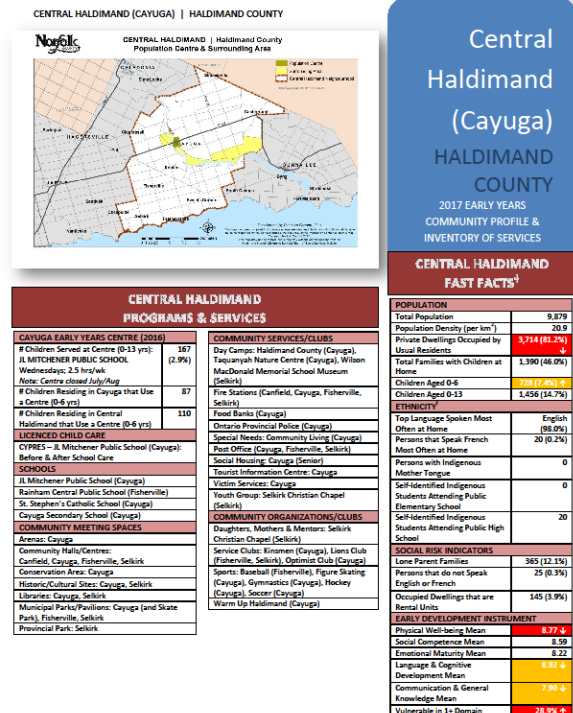 CENTRAL HALDIMAND (CAYUGA) | HALDIMAND COUNTY
Norfolk
CENTRAL HALDIMAND | Haldimand County
Population Centre & Surrounding Area
Population Centre
Surrounding Area
Central Haldimand Neighbourhood
CALEDONIA
HAGERSVILLE
CAYUGA
DUNNVILLE
JARVIS
Fisherville
Selkirk
Nanticoke
Byng
Central
Haldimand
(Cayuga)
HALDIMAND
COUNTY
2017 EARLY YEARS
COMMUNITY PROFILE &
INVENTORY OF SERVICES
CENTRAL HALDIMAND
PROGRAMS & SERVICES
CAYUGA EARLY YEARS CENTRE (2016)
# Children Served at Centre (0-13 yrs): 167
JL MITCHENER PUBLIC SCHOOL (2.9%)
Wednesdays; 2.5 hrs/wk
Note: Centre closed July/Aug
# Children Residing in Cayuga that Use 87
a Centre (0-6 yrs)
# Children Residing in Central 110
Haldimand that Use a Centre (0-6 yrs)
LICENCED CHILD CARE
CYPRES – JL Mitchener Public School (Cayuga):
Before & After School Care
SCHOOLS
JL Mitchener Public School (Cayuga)
Rainham Central Public School (Fisherville)
St. Stephen's Catholic School (Cayuga)
Cayuga Secondary School (Cayuga)
COMMUNITY MEETING SPACES
Arenas: Cayuga
Community Halls/Centres:
Canfield, Cayuga, Fisherville, Selkirk
Conservation Area: Cayuga
Historic/Cultural Sites: Cayuga, Selkirk
Libraries: Cayuga, Selkirk
Municipal Parks/Pavilions: Cayuga (and Skate
Park), Fisherville, Selkirk
Provincial Park: Selkirk
COMMUNITY SERVICES/CLUBS
Day Camps: Haldimand County (Cayuga),
Taquanyah Nature Centre (Cayuga), Wilson
MacDonald Memorial School Museum
(Selkirk)
Fire Stations (Canfield, Cayuga, Fisherville,
Selkirk)
Food Banks (Cayuga)
Ontario Provincial Police (Cayuga)
Special Needs: Community Living (Cayuga)
Post Office (Cayuga, Fisherville, Selkirk)
Social Housing: Cayuga (Senior)
Tourist Information Centre: Cayuga
Victim Services: Cayuga
Youth Group: Selkirk Christian Chapel
(Selkirk)
COMMUNITY ORGANIZATIONS/CLUBS
Daughters, Mothers & Mentors: Selkirk
Christian Chapel (Selkirk)
Service Clubs: Kinsmen (Cayuga), Lions Club
(Fisherville, Selkirk), Optimist Club (Cayuga)
Sports: Baseball (Fisherville), Figure Skating
(Cayuga), Gymnastics (Cayuga), Hockey
(Cayuga), Soccer (Cayuga)
Warm Up Haldimand (Cayuga)
CENTRAL HALDIMAND
FAST FACTS
POPULATION
Total Population 9,879
Population Density (per km²) 20.9
Private Dwellings Occupied by 3,714 (81.2%)
Usual Residents ↓
Total Families with Children at 1,390 (46.0%)
Home
Children Aged 0-6 728 (7.4%) ↑
Children Aged 0-13 1,456 (14.7%)
ETHNICITY
Top Language Spoken Most English
Often at Home (98.0%)
Persons that Speak French 20 (0.2%)
Most Often at Home
Persons with Indigenous 0
Mother Tongue
Self-Identified Indigenous 0
Students Attending Public
Elementary School
Self-Identified Indigenous 20
Students Attending Public High
School
SOCIAL RISK INDICATORS
Lone Parent Families 365 (12.1%)
Persons that do not Speak 25 (0.3%)
English or French
Occupied Dwellings that are 145 (3.9%)
Rental Units
EARLY DEVELOPMENT INSTRUMENT
Physical Well-being Mean 8.77 ↓
Social Competence Mean 8.59
Emotional Maturity Mean 8.22
Language & Cognitive 8.92 ↓
Development Mean
Communication & General 7.90 ↓
Knowledge Mean
Vulnerable in 1+ Domain 28.9% ↑